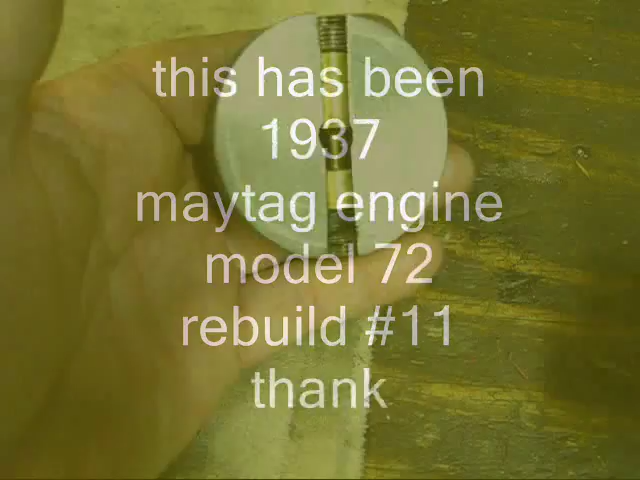 this has been
1937
maytag engine
model 72
rebuild #11
thank